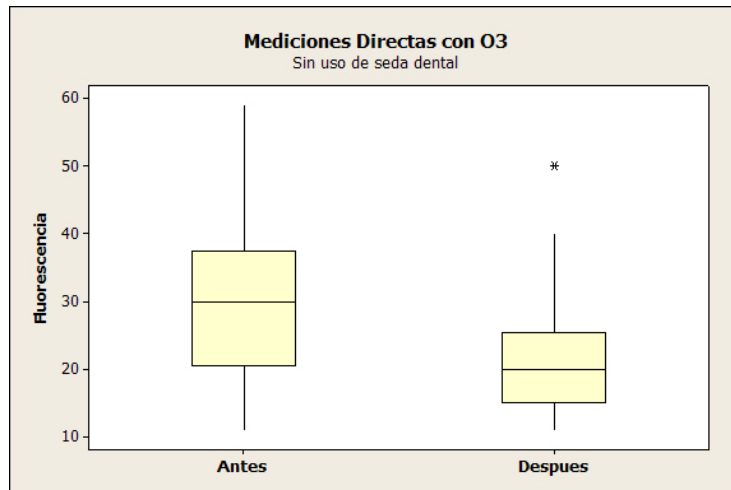 Mediciones Directas con O3
Sin uso de seda dental
Fluorescencia
60
50
40
30
20
10
Antes
Despues